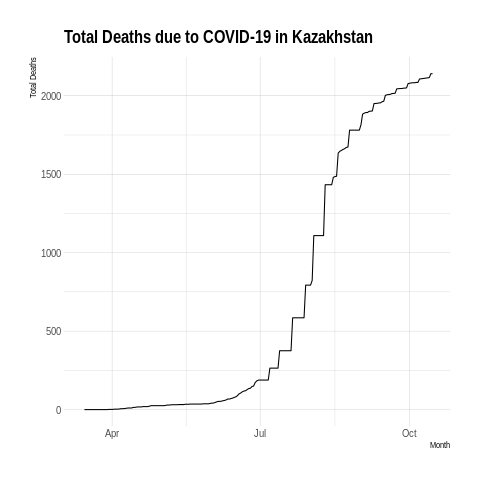 Total Deaths due to COVID-19 in Kazakhstan
Total Deaths
2000
1500
1000
500
0
Apr
Jul
Oct
Month